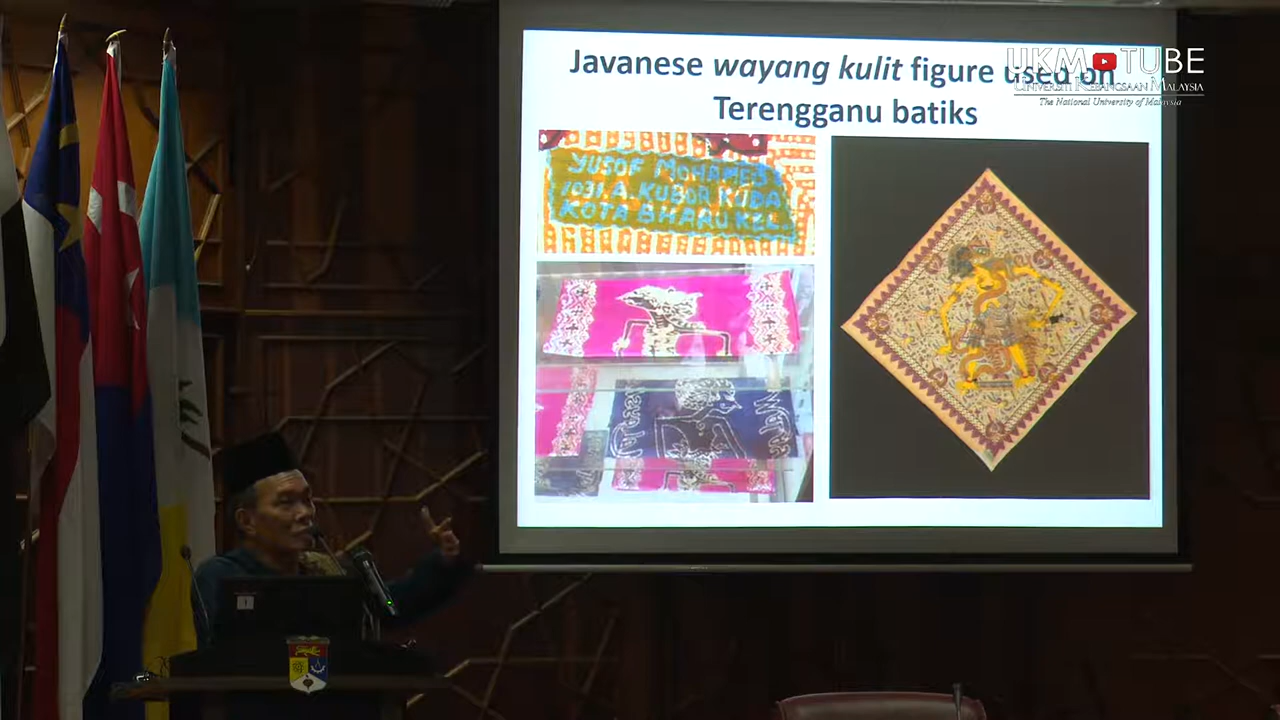 Javanese wayang kulit figure used on
Terengganu batiks
UKM TUBE
UNIVERSITI KEBANGSAAN MALAYSIA
The National University of Malaysia
YUSOF MOHAMED
1031.A. KUBOR KUDA
KOTA BHARU KEL.